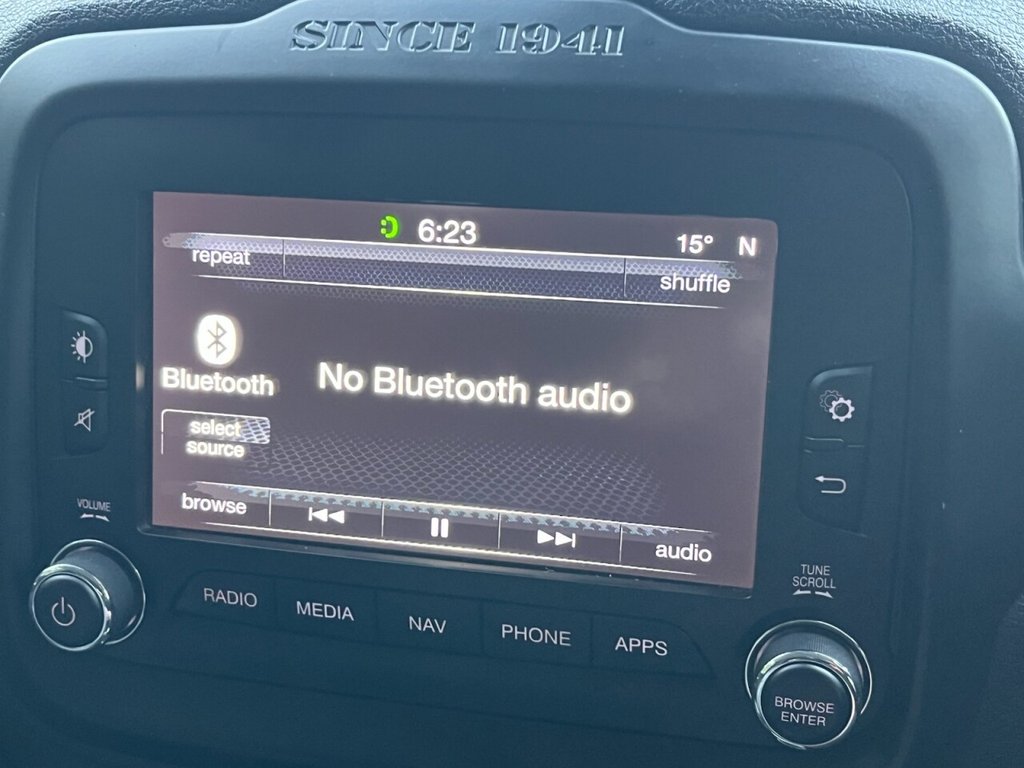 SINCE 1941
6:23
15° N
repeat
shuffle
Bluetooth
No Bluetooth audio
select
source
browse
audio
VOLUME
TUNE
SCROLL
RADIO
MEDIA
NAV
PHONE
APPS
BROWSE
ENTER